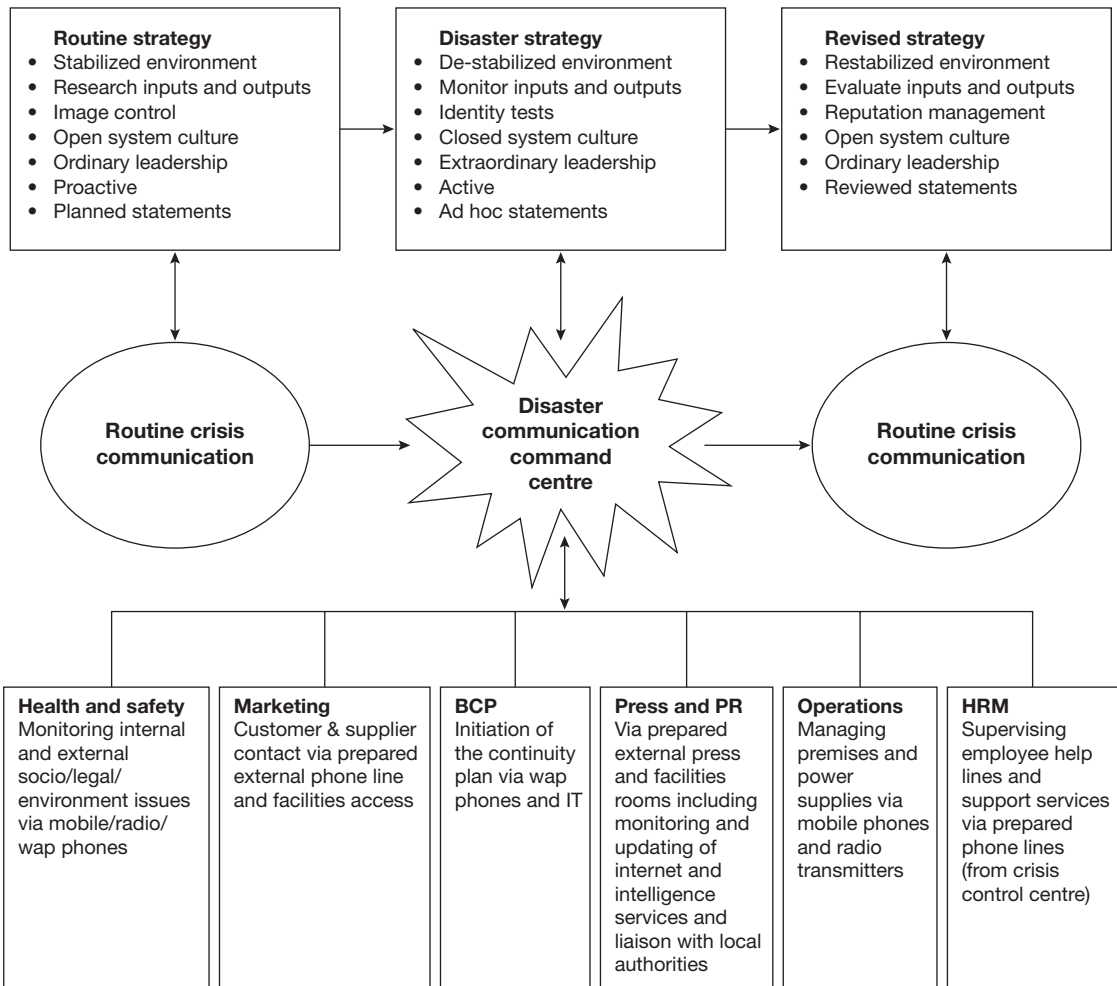 Routine strategy
• Stabilized environment
• Research inputs and outputs
• Image control
• Open system culture
• Ordinary leadership
• Proactive
• Planned statements
Disaster strategy
• De-stabilized environment
• Monitor inputs and outputs
• Identity tests
• Closed system culture
• Extraordinary leadership
• Active
• Ad hoc statements
Revised strategy
• Restabilized environment
• Evaluate inputs and outputs
• Reputation management
• Open system culture
• Ordinary leadership
• Reviewed statements
Routine crisis
communication
Disaster
communication
command
centre
Routine crisis
communication
Health and safety
Monitoring internal
and external
socio/legal/
environment issues
via mobile/radio/
wap phones
Marketing
Customer & supplier
contact via prepared
external phone line
and facilities access
BCP
Initiation of
the continuity
plan via wap
phones and IT
Press and PR
Via prepared
external press
and facilities
rooms including
monitoring and
updating of
internet and
intelligence
services and
liaison with local
authorities
Operations
Managing
premises and
power
supplies via
mobile phones
and radio
transmitters
HRM
Supervising
employee help
lines and
support services
via prepared
phone lines
(from crisis
control centre)